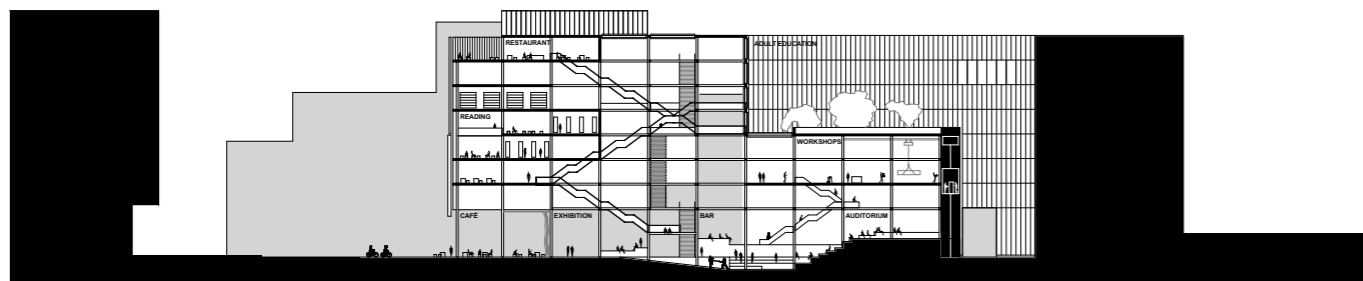 RESTAURANT
ADULT EDUCATION
READING
WORKSHOPS
CAFÉ
EXHIBITION
BAR
AUDITORIUM